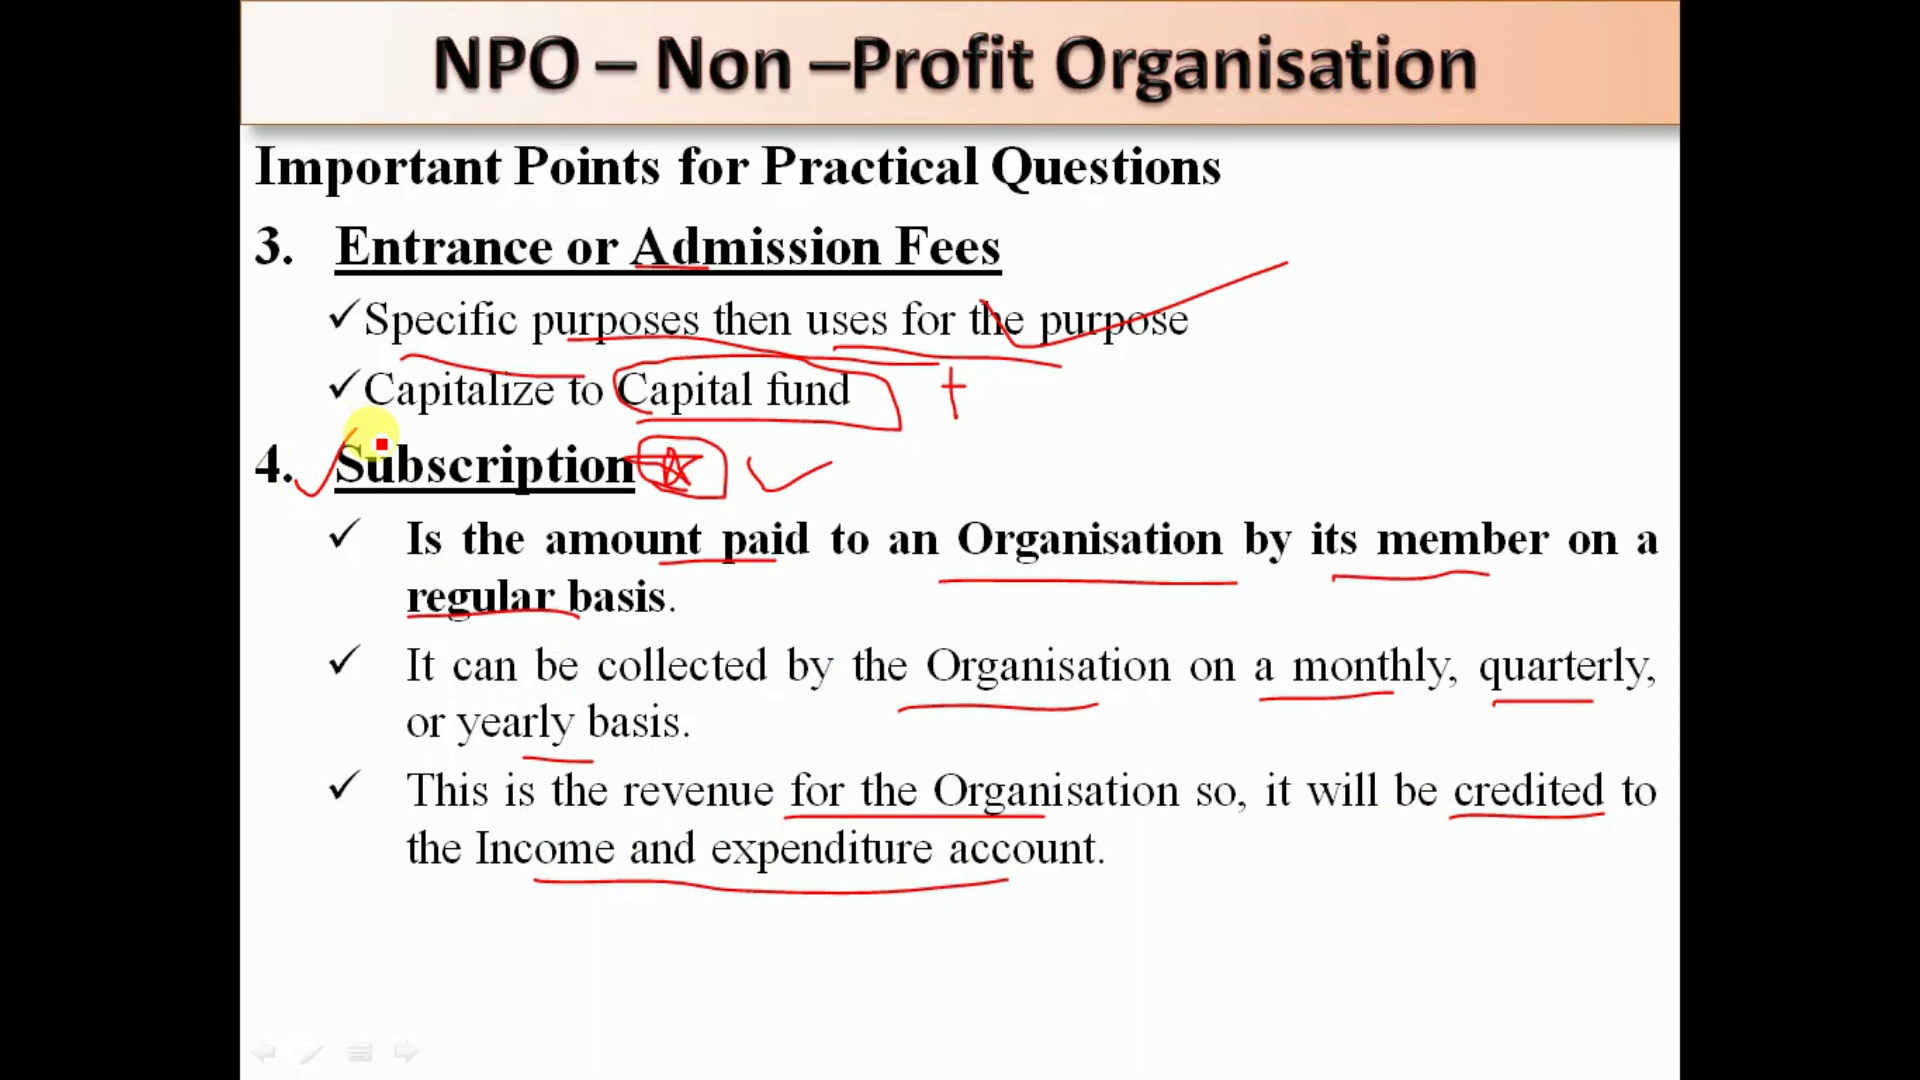 NPO – Non –Profit Organisation
Important Points for Practical Questions
3. Entrance or Admission Fees
✓Specific purposes then uses for the purpose
✓Capitalize to Capital fund +
4. Subscription
✓ Is the amount paid to an Organisation by its member on a
regular basis.
✓ It can be collected by the Organisation on a monthly, quarterly,
or yearly basis.
✓ This is the revenue for the Organisation so, it will be credited to
the Income and expenditure account.